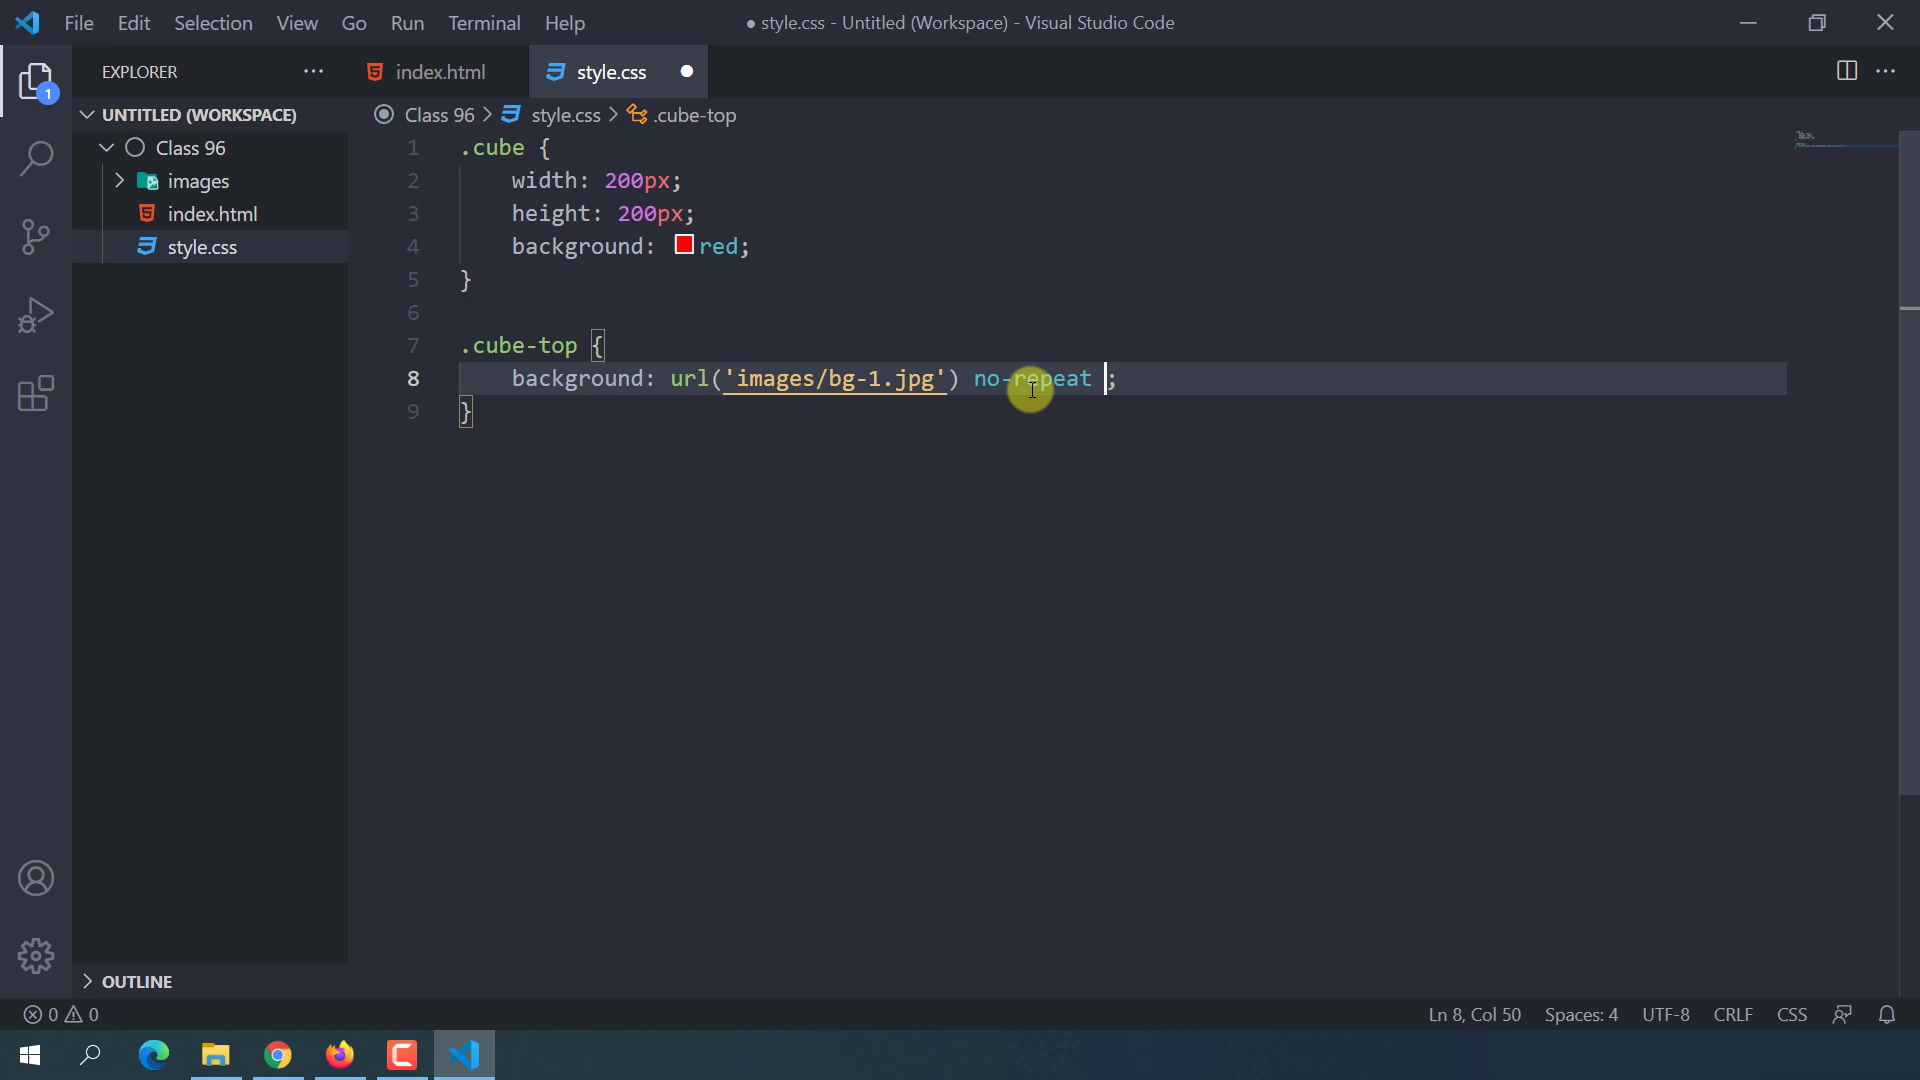 File Edit Selection View Go Run Terminal Help
● style.css - Untitled (Workspace) - Visual Studio Code
EXPLORER
index.html
style.css
1
UNTITLED (WORKSPACE)
Class 96 > style.css > .cube-top
Class 96
images
index.html
style.css
1 .cube {
2     width: 200px;
3     height: 200px;
4     background: red;
5 }
6
7 .cube-top {
8     background: url('images/bg-1.jpg') no-repeat ;
9 }
OUTLINE
0 0
Ln 8, Col 50 Spaces: 4 UTF-8 CRLF CSS